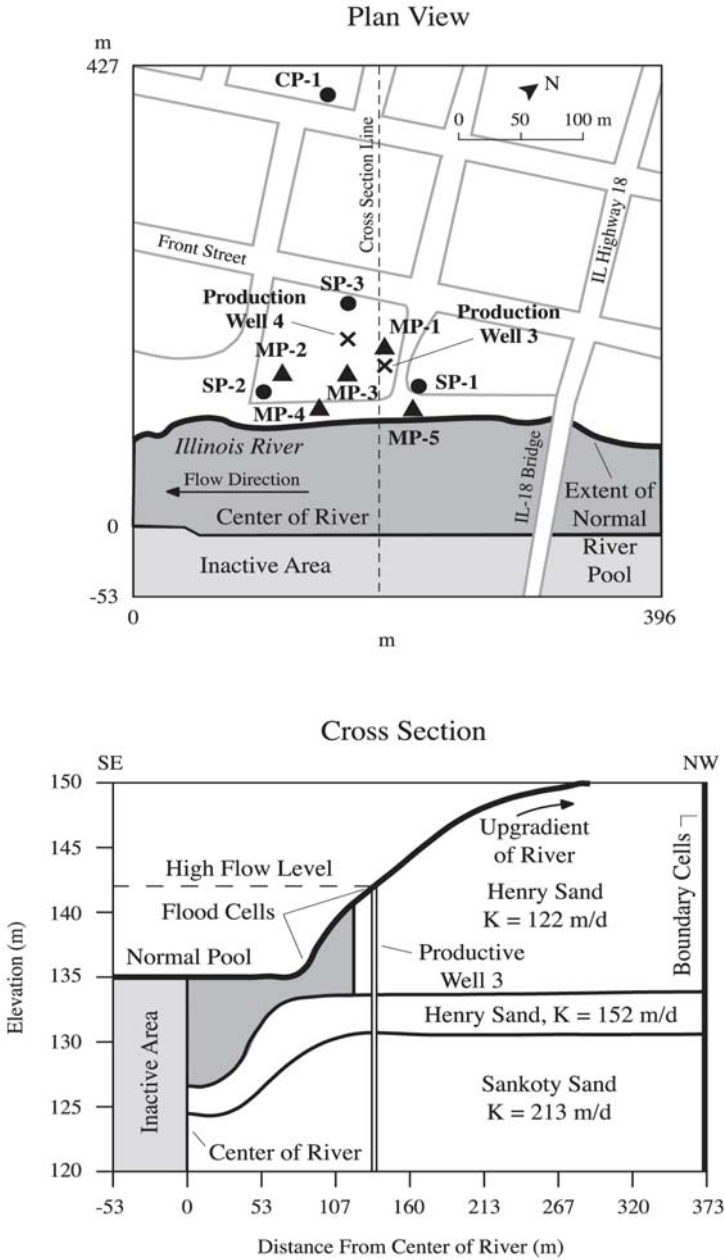 Plan View
m
427
CP-1
N
0 50 100 m
Cross Section Line
IL Highway 18
Front Street
SP-3
Production
Well 4
Production
Well 3
MP-1
MP-2
SP-2
MP-3
SP-1
MP-4
MP-5
Illinois River
Flow Direction
IL-18 Bridge
Extent of
Normal
River
Pool
0
Center of River
Inactive Area
-53
0 396
m
Cross Section
SE NW
150
Upgradient
of River
145
High Flow Level
Henry Sand
K = 122 m/d
Boundary Cells
Flood Cells
140
Normal Pool
Productive
Well 3
135
Elevation (m)
Henry Sand, K = 152 m/d
130
Inactive Area
Sankoty Sand
K = 213 m/d
125
Center of River
120
-53 0 53 107 160 213 267 320 373
Distance From Center of River (m)